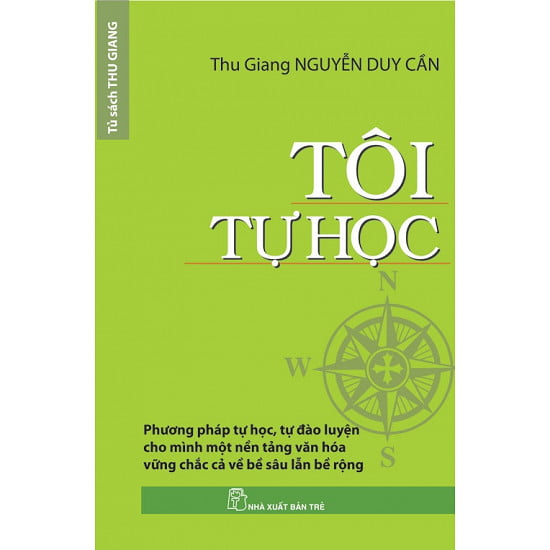 Tủ sách THU GIANG
Thu Giang NGUYỄN DUY CẦN
TÔI
TỰ HỌC
N
W
S
Phương pháp tự học, tự đào luyện
cho mình một nền tảng văn hóa
vững chắc cả về bề sâu lẫn bề rộng
NHÀ XUẤT BẢN TRẺ